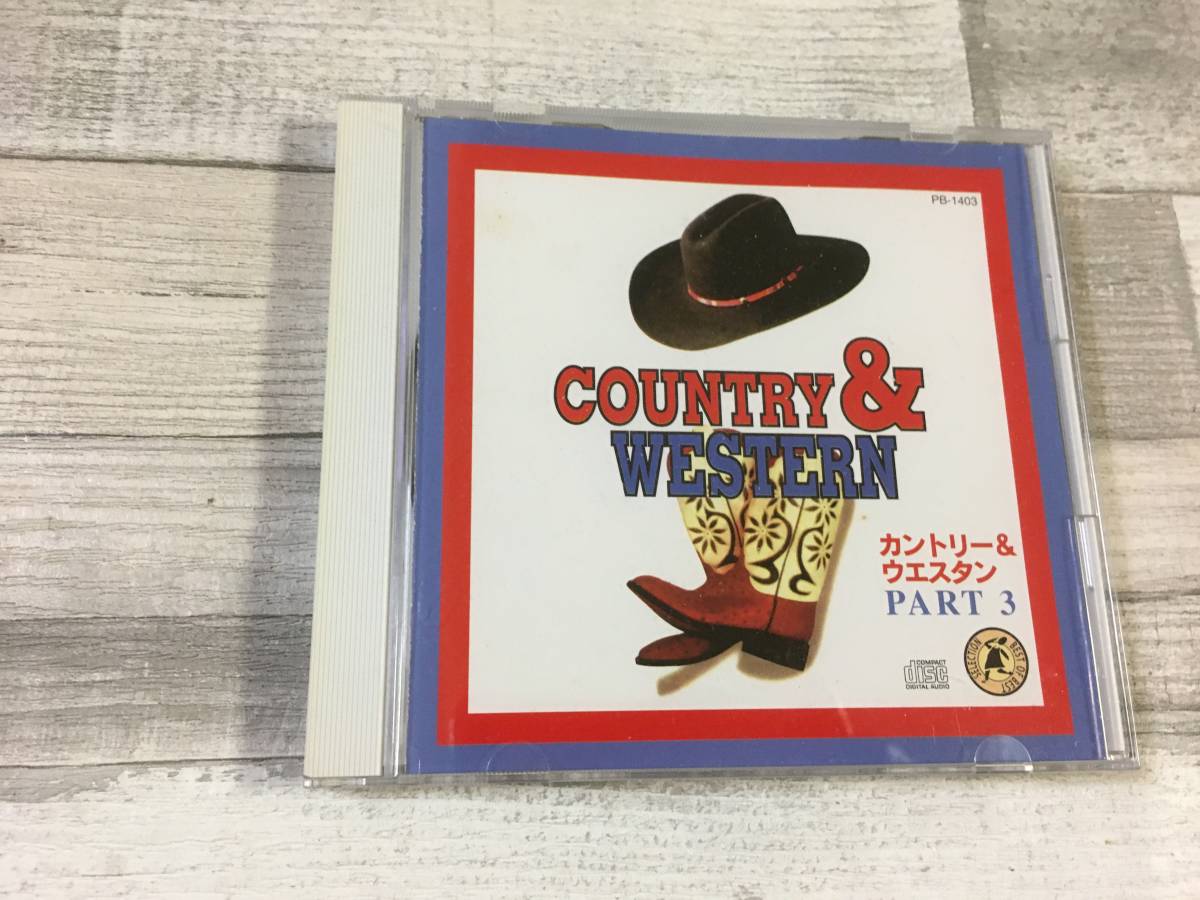 PB-1403
COUNTRY &
WESTERN
カントリー&
ウエスタン
PART 3
COMPACT
disc
DIGITAL AUDIO
BEST OF BEST
SELECTION